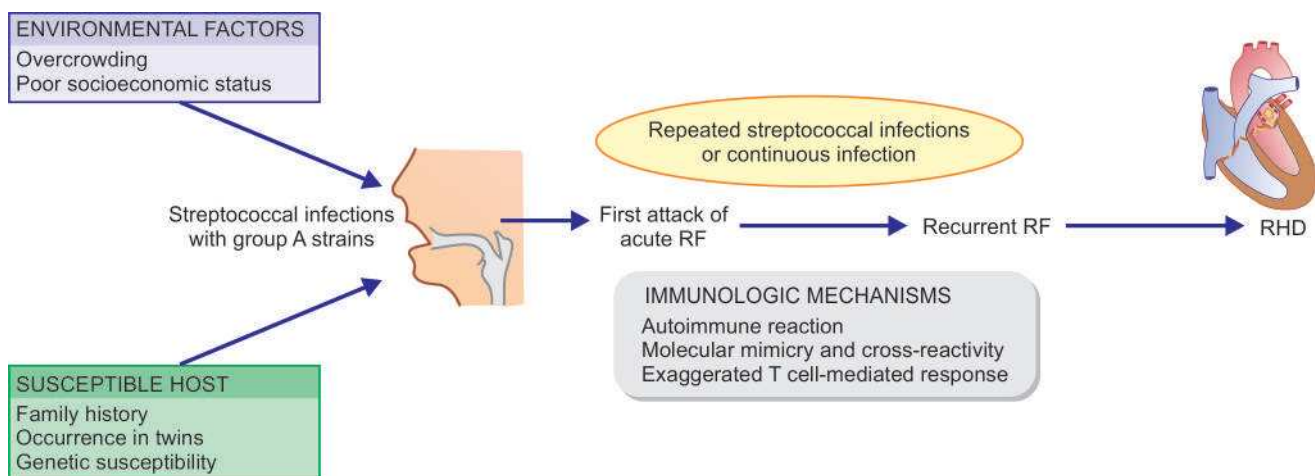 ENVIRONMENTAL FACTORS
Overcrowding
Poor socioeconomic status
Repeated streptococcal infections
or continuous infection
Streptococcal infections
with group A strains
First attack of
acute RF
Recurrent RF
RHD
IMMUNOLOGIC MECHANISMS
Autoimmune reaction
Molecular mimicry and cross-reactivity
Exaggerated T cell-mediated response
SUSCEPTIBLE HOST
Family history
Occurrence in twins
Genetic susceptibility